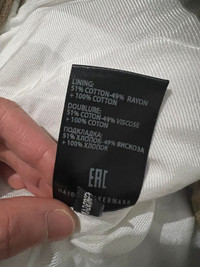 LINING:
51% COTTON-49% RAYON
+ 100% COTTON
DOUBLURE:
51% COTON-49% VISCOSE
+ 100% COTON
ПОДКЛАДКА:
51% ХЛОПОК-49% ВИСКОЗА
+ 100% ХЛОПОК
EAC